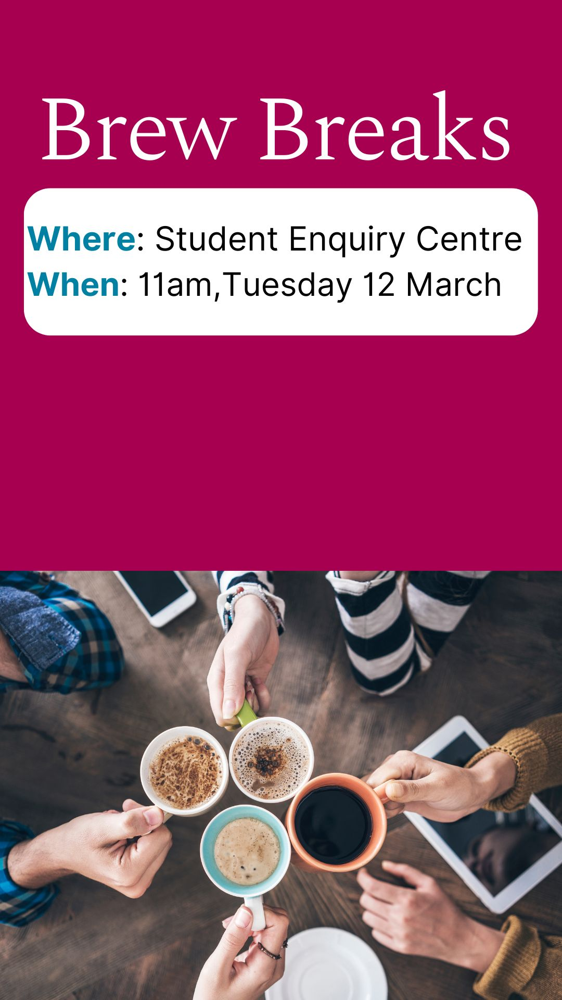 Brew Breaks
Where: Student Enquiry Centre
When: 11am,Tuesday 12 March